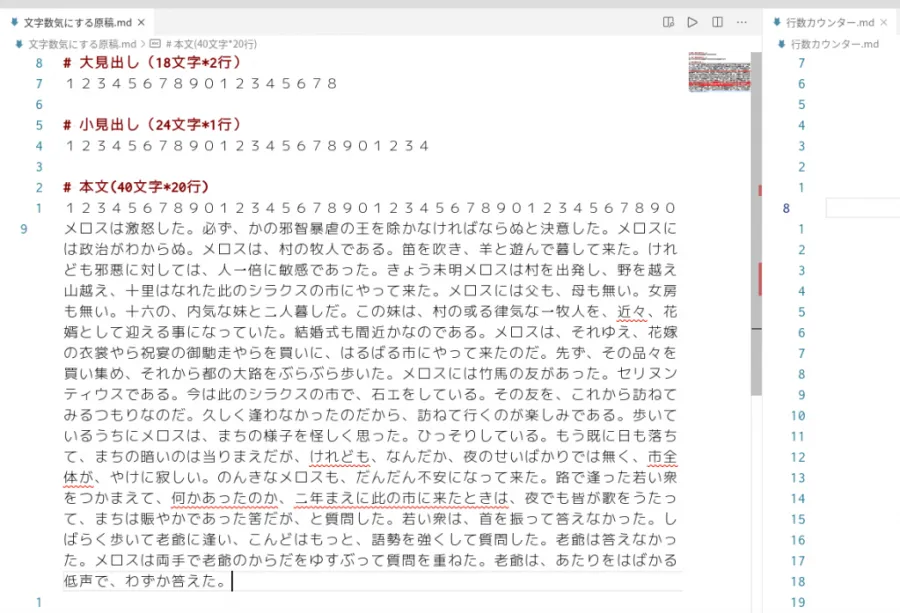 文字数気にする原稿.md ×
行数カウンター.md ×
文字数気にする原稿.md > # 本文(40文字*20行)
行数カウンター.md
8 # 大見出し（18文字*2行）
7 １２３４５６７８９０１２３４５６７８
6
5 # 小見出し（24文字*1行）
4 １２３４５６７８９０１２３４５６７８９０１２３４
3
2 # 本文(40文字*20行)
1 １２３４５６７８９０１２３４５６７８９０１２３４５６７８９０１２３４５６７８９０
9 メロスは激怒した。必ず、かの邪智暴虐の王を除かなければならぬと決意した。メロスに
は政治がわからぬ。メロスは、村の牧人である。笛を吹き、羊と遊んで暮して来た。けれ
ども邪悪に対しては、人一倍に敏感であった。きょう未明メロスは村を出発し、野を越え
山越え、十里はなれた此のシラクスの市にやって来た。メロスには父も、母も無い。女房
も無い。十六の、内気な妹と二人暮しだ。この妹は、村の或る律気な一牧人を、近々、花
婿として迎える事になっていた。結婚式も間近かなのである。メロスは、それゆえ、花嫁
の衣裳やら祝宴の御馳走やらを買いに、はるばる市にやって来たのだ。先ず、その品々を
買い集め、それから都の大路をぶらぶら歩いた。メロスには竹馬の友があった。セリヌン
ティウスである。今は此のシラクスの市で、石工をしている。その友を、これから訪ねて
みるつもりなのだ。久しく逢わなかったのだから、訪ねて行くのが楽しみである。歩いて
いるうちにメロスは、まちの様子を怪しく思った。ひっそりしている。もう既に日も落ち
て、まちの暗いのは当りまえだが、けれども、なんだか、夜のせいばかりでは無く、市全
体が、やけに寂しい。のんきなメロスも、だんだん不安になって来た。路で逢った若い衆
をつかまえて、何かあったのか、二年まえに此の市に来たときは、夜でも皆が歌をうたっ
て、まちは賑やかであった筈だが、と質問した。若い衆は、首を振って答えなかった。し
ばらく歩いて老爺に逢い、こんどはもっと、語勢を強くして質問した。老爺は答えなかっ
た。メロスは両手で老爺のからだをゆすぶって質問を重ねた。老爺は、あたりをはばかる
低声で、わずか答えた。
1
7
6
5
4
3
2
1
8
1
2
3
4
5
6
7
8
9
10
11
12
13
14
15
16
17
18
19